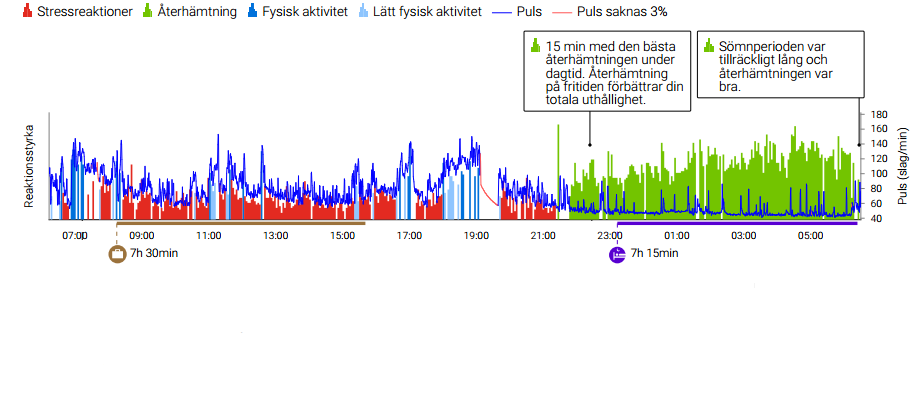 Stressreaktioner Återhämtning Fysisk aktivitet Lätt fysisk aktivitet Puls Puls saknas 3%
15 min med den bästa
återhämtningen under
dagtid. Återhämtning
på fritiden förbättrar din
totala uthållighet.
Sömnperioden var
tillräckligt lång och
återhämtningen var
bra.
Reaktionsstyrka
180
160
140
120
100
80
60
40
Puls (slag/min)
07:00 09:00 11:00 13:00 15:00 17:00 19:00 21:00 23:00 01:00 03:00 05:00
7h 30min 7h 15min